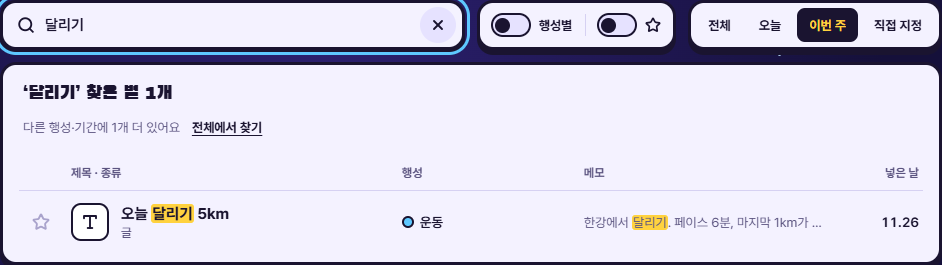 달리기
행성별
전체 오늘 이번 주 직접 지정
‘달리기’ 찾은 별 1개
다른 행성·기간에 1개 더 있어요 전체에서 찾기
제목 · 종류 행성 메모 넣은 날
T 오늘 달리기 5km 운동 한강에서 달리기. 페이스 6분, 마지막 1km가 ... 11.26
글